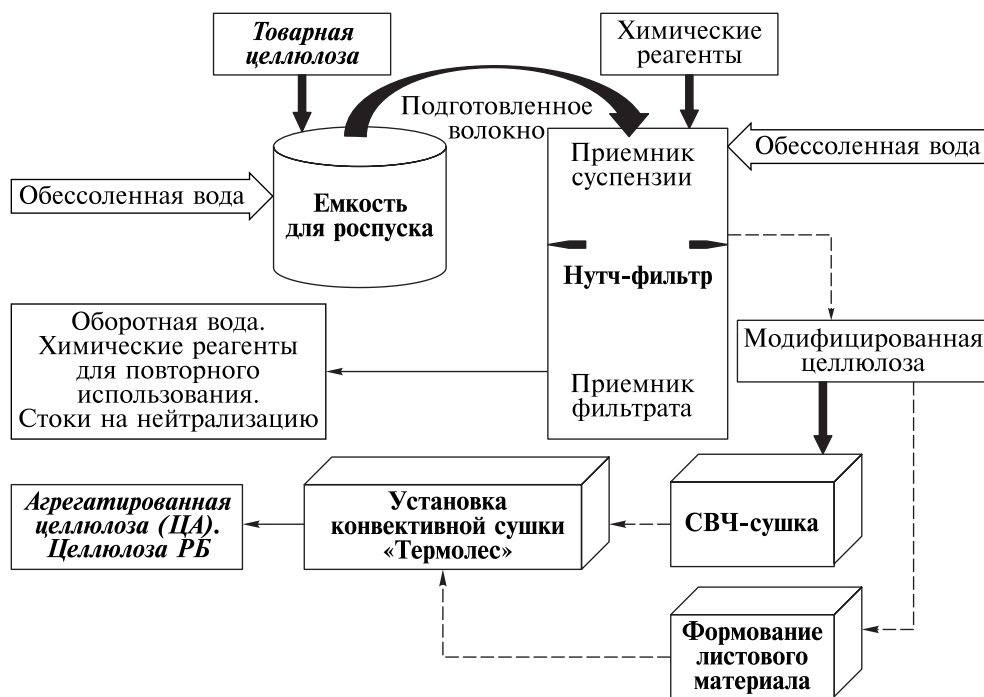 Товарная
целлюлоза
Химические
реагенты
Подготовленное
волокно
Обессоленная вода
Приемник
суспензии
Обессоленная вода
Емкость
для роспуска
Нутч-фильтр
Оборотная вода.
Химические реагенты
для повторного
использования.
Стоки на нейтрализацию
Приемник
фильтрата
Модифицированная
целлюлоза
Агрегатированная
целлюлоза (ЦА).
Целлюлоза РБ
Установка
конвективной сушки
«Термолес»
СВЧ-сушка
Формование
листового
материала